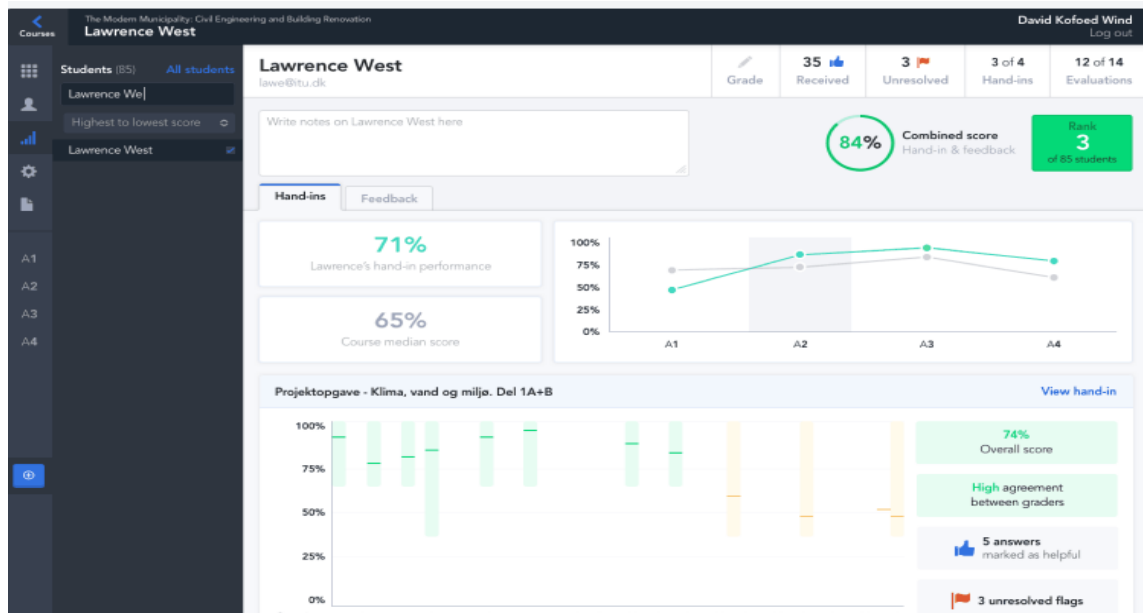 Courses
The Modern Municipality: Civil Engineering and Building Renovation
Lawrence West
David Kofoed Wind
Log out
Students (85)
All students
Lawrence We
Highest to lowest score
Lawrence West
A1
A2
A3
A4
Lawrence West
lawe@itu.dk
Grade
35
Received
3
Unresolved
3 of 4
Hand-ins
12 of 14
Evaluations
Write notes on Lawrence West here
84%
Combined score
Hand-in & feedback
Rank
3
of 85 students
Hand-ins
Feedback
71%
Lawrence's hand-in performance
65%
Course median score
100%
75%
50%
25%
0%
A1
A2
A3
A4
Projektopgave - Klima, vand og miljø. Del 1A+B
View hand-in
100%
75%
50%
25%
0%
74%
Overall score
High agreement
between graders
5 answers
marked as helpful
3 unresolved flags